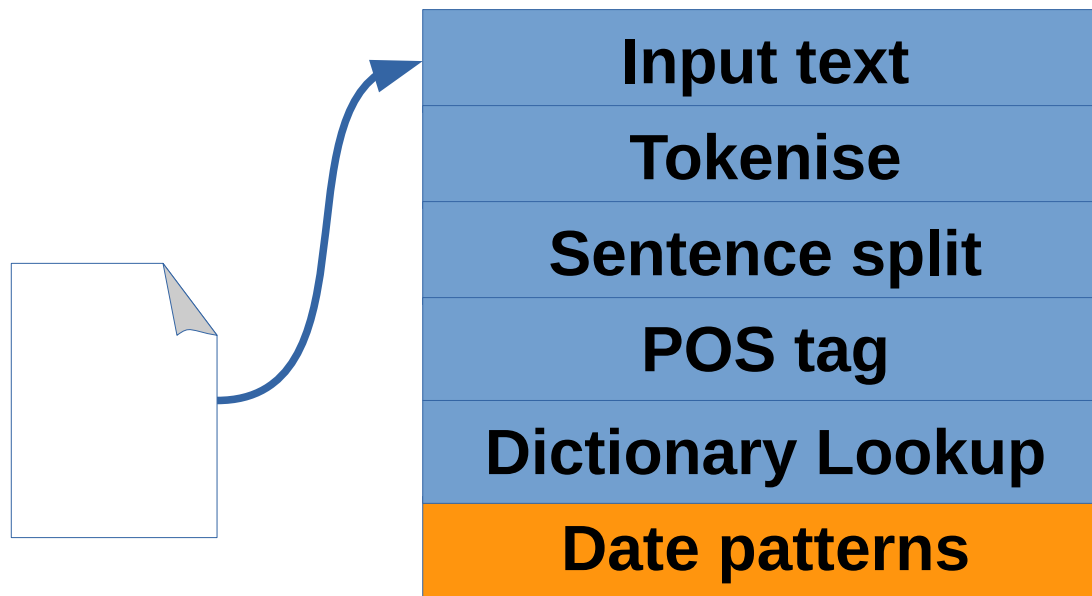 Input text
Tokenise
Sentence split
POS tag
Dictionary Lookup
Date patterns